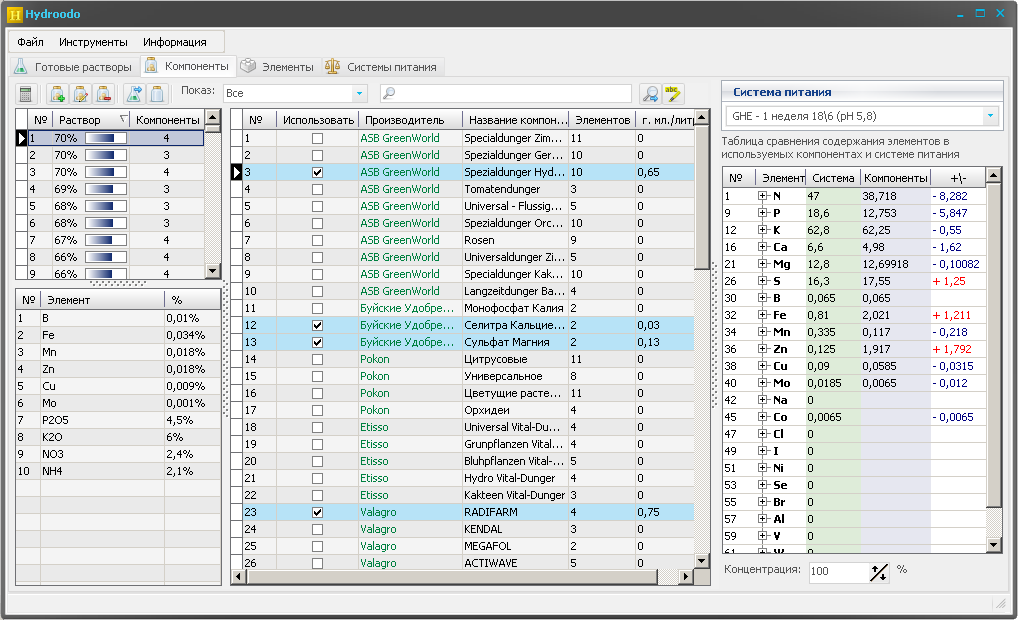 Hydroodo
Файл Инструменты Информация
Готовые растворы Компоненты Элементы Системы питания
Показ: Все
№ Раствор Компоненты
1 70% 4
2 70% 3
3 70% 4
4 69% 3
5 68% 3
6 68% 3
7 67% 4
8 66% 4
9 66% 4
№ Элемент %
1 B 0,01%
2 Fe 0,034%
3 Mn 0,018%
4 Zn 0,018%
5 Cu 0,009%
6 Mo 0,001%
7 P2O5 4,5%
8 K2O 6%
9 NO3 2,4%
10 NH4 2,1%
№ Использовать Производитель Название компон... Элементов г. мл./литр
1 ASB GreenWorld Specialdunger Zim... 11 0
2 ASB GreenWorld Spezialdunger Ger... 10 0
3 ASB GreenWorld Spezialdunger Hyd... 10 0,65
4 ASB GreenWorld Tomatendunger 3 0
5 ASB GreenWorld Universal - Flussig... 5 0
6 ASB GreenWorld Spezialdunger Orc... 10 0
7 ASB GreenWorld Rosen 9 0
8 ASB GreenWorld Universaldunger Zi... 5 0
9 ASB GreenWorld Specialdunger Kak... 10 0
10 ASB GreenWorld Langzeitdunger Ba... 4 0
11 Буйские Удобре... Монофосфат Калия 2 0
12 Буйские Удобре... Селитра Кальцие... 2 0,03
13 Буйские Удобре... Сульфат Магния 2 0,13
14 Pokon Цитрусовые 11 0
15 Pokon Универсальное 8 0
16 Pokon Цветущие расте... 11 0
17 Pokon Орхидеи 4 0
18 Etisso Universal Vital-Du... 4 0
19 Etisso Grunpflanzen Vital... 4 0
20 Etisso Bluhpflanzen Vital-... 5 0
21 Etisso Hydro Vital-Dunger 4 0
22 Etisso Kakteen Vital-Dunger 3 0
23 Valagro RADIFARM 4 0,75
24 Valagro KENDAL 3 0
25 Valagro MEGAFOL 2 0
26 Valagro ACTIWAVE 5 0
Система питания
GHE - 1 неделя 18\6 (pH 5,8)
Таблица сравнения содержания элементов в
используемых компонентах и системе питания
№ Элемент Система Компоненты +\-
1 N 47 38,718 - 8,282
9 P 18,6 12,753 - 5,847
12 K 62,8 62,25 - 0,55
16 Ca 6,6 4,98 - 1,62
21 Mg 12,8 12,69918 - 0,10082
26 S 16,3 17,55 + 1,25
30 B 0,065 0,065
32 Fe 0,81 2,021 + 1,211
34 Mn 0,335 0,117 - 0,218
36 Zn 0,125 1,917 + 1,792
38 Cu 0,09 0,0585 - 0,0315
40 Mo 0,0185 0,0065 - 0,012
42 Na 0
45 Co 0,0065 - 0,0065
47 Cl 0
49 I 0
51 Ni 0
53 Se 0
55 Br 0
57 Al 0
59 V 0
61 W 0
Концентрация: 100 %